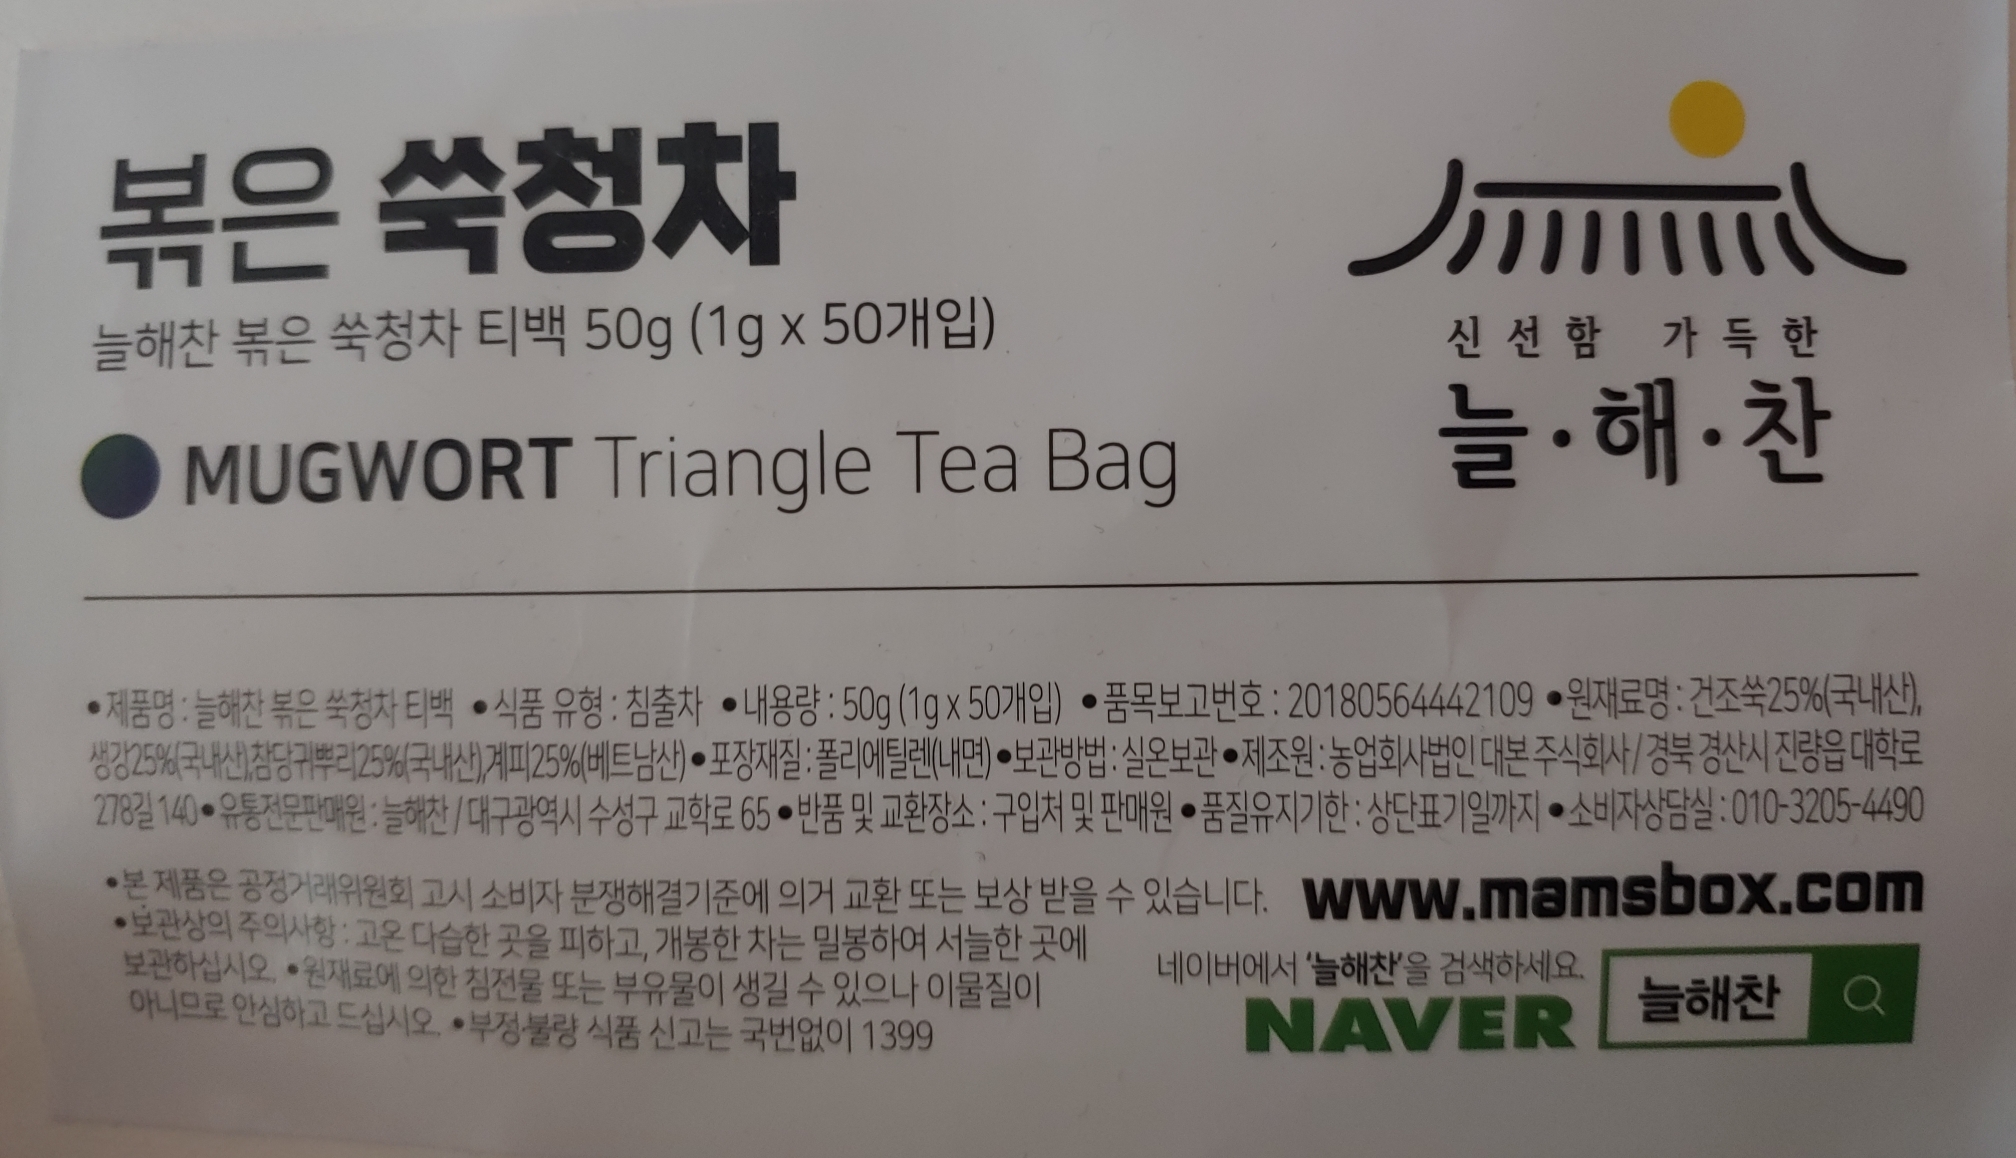 볶은 쑥청차
늘해찬 볶은 쑥청차 티백 50g (1g x 50개입)
MUGWORT Triangle Tea Bag
신선함 가득한
늘·해·찬
•제품명 : 늘해찬 볶은 쑥청차 티백 •식품 유형 : 침출차 •내용량 : 50g (1g x 50개입) •품목보고번호 : 20180564442109 •원재료명 : 건조쑥25%(국내산),
생강25%(국내산),참당귀뿌리25%(국내산),계피25%(베트남산)•포장재질 : 폴리에틸렌(내면)•보관방법 : 실온보관•제조원 : 농업회사법인 대본 주식회사 / 경북 경산시 진량읍 대학로
278길 140•유통전문판매원 : 늘해찬 / 대구광역시 수성구 교학로 65 •반품 및 교환장소 : 구입처 및 판매원 •품질유지기한 : 상단표기일까지 •소비자상담실 : 010-3205-4490
•본 제품은 공정거래위원회 고시 소비자 분쟁해결기준에 의거 교환 또는 보상 받을 수 있습니다.
•보관상의 주의사항 : 고온 다습한 곳을 피하고, 개봉한 차는 밀봉하여 서늘한 곳에
보관하십시오. •원재료에 의한 침전물 또는 부유물이 생길 수 있으나 이물질이
아니므로 안심하고 드십시오. •부정·불량 식품 신고는 국번없이 1399
www.mamsbox.com
네이버에서 '늘해찬'을 검색하세요.
NAVER 늘해찬